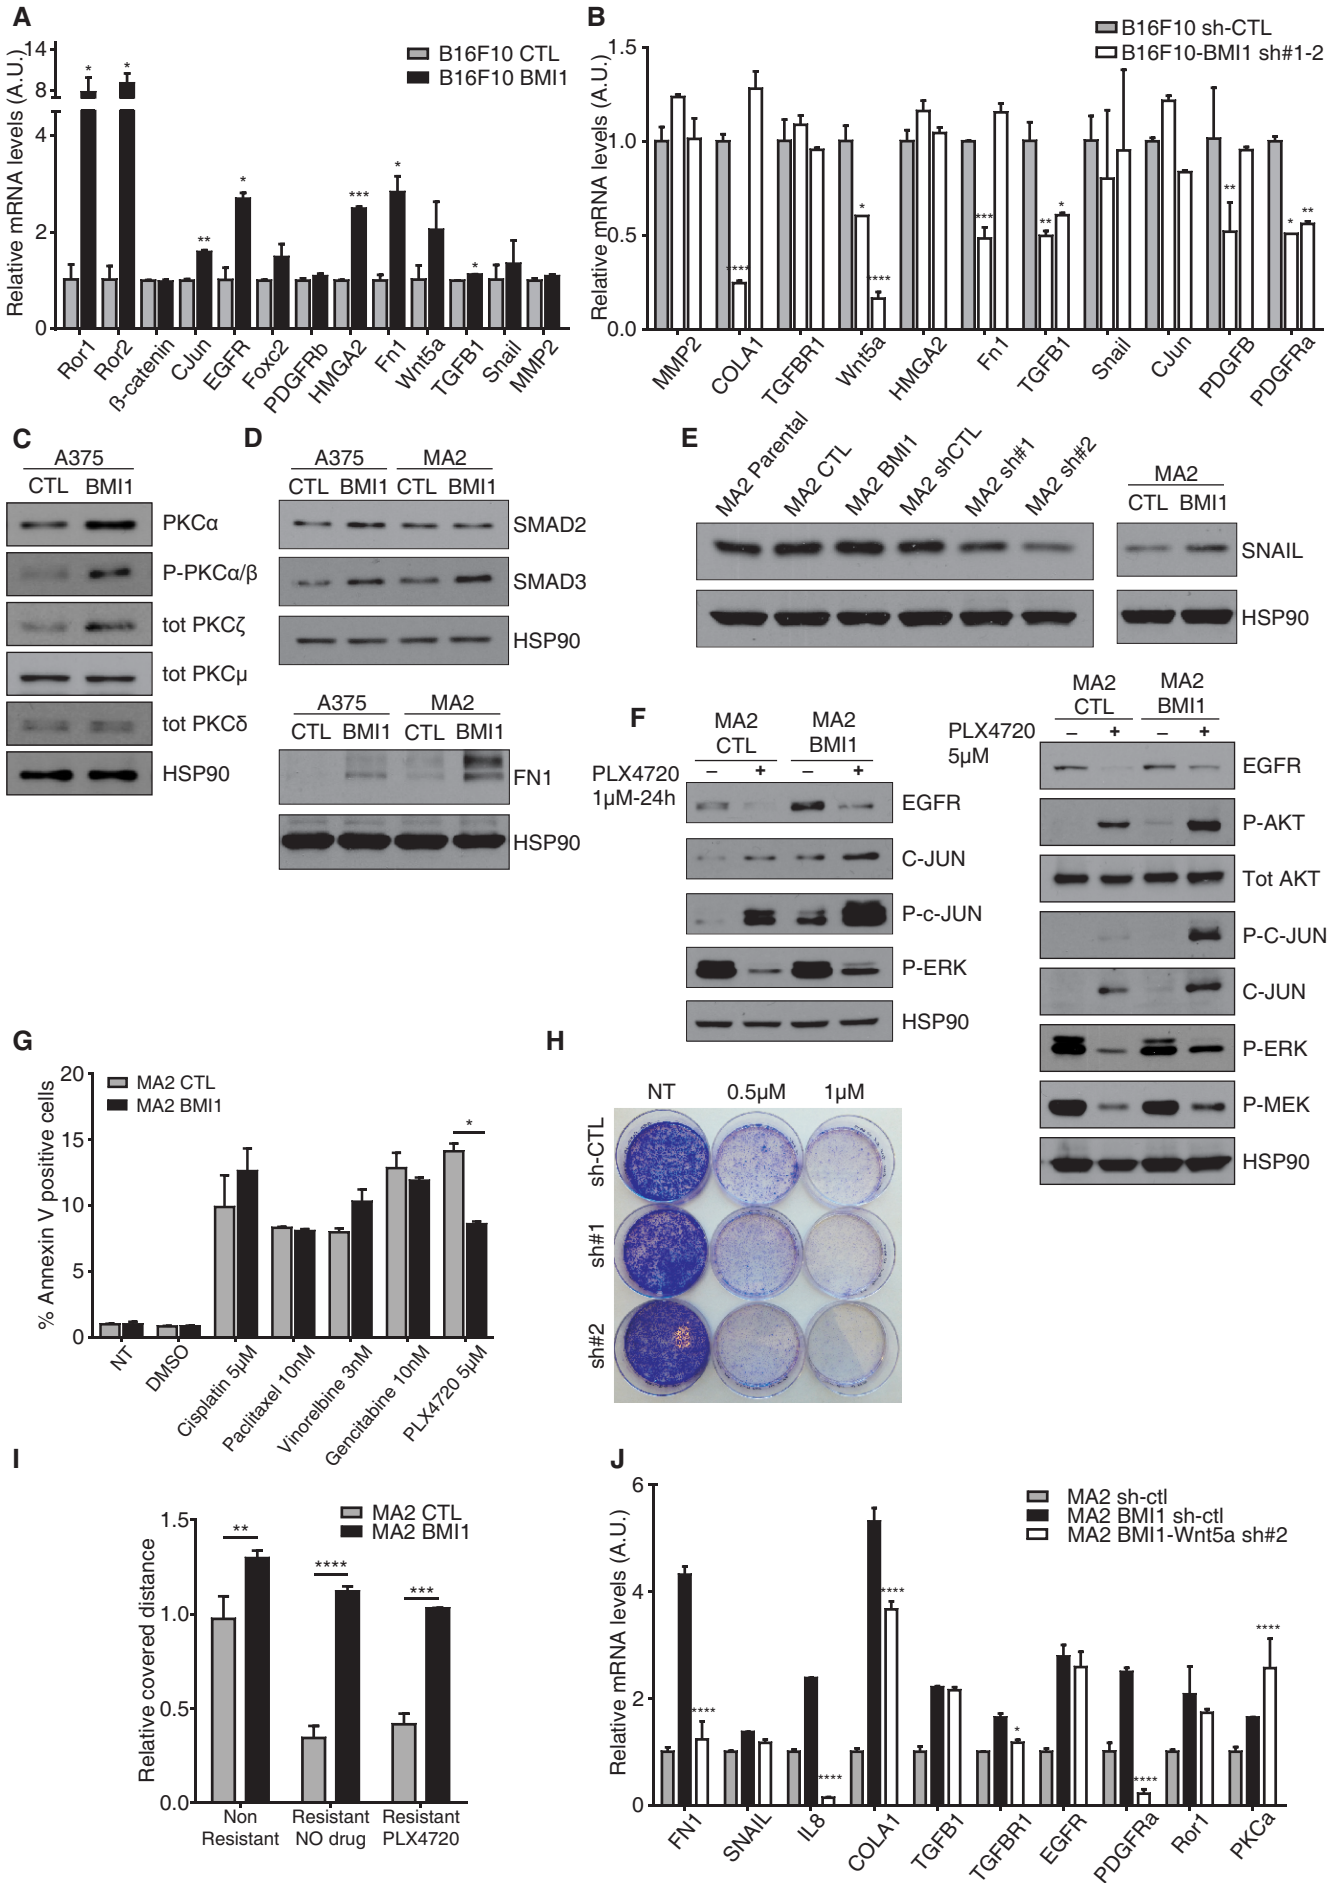 A
Relative mRNA levels (A.U.)
14
8
4
2
0
B16F10 CTL
B16F10 BMI1
*
*
**
*
***
*
*
Ror1
Ror2
ß-catenin
CJun
EGFR
Foxc2
PDGFRb
HMGA2
Fn1
Wnt5a
TGFB1
Snail
MMP2
B
Relative mRNA levels (A.U.)
1.5
1.0
0.5
0.0
B16F10 sh-CTL
B16F10-BMI1 sh#1-2
****
*
****
***
**
*
**
*
**
MMP2
COLA1
TGFBR1
Wnt5a
HMGA2
Fn1
TGFB1
Snail
CJun
PDGFB
PDGFRa
C
A375
CTL BMI1
PKCα
P-PKCα/β
tot PKCζ
tot PKCμ
tot PKCδ
HSP90
D
A375 MA2
CTL BMI1 CTL BMI1
SMAD2
SMAD3
HSP90
A375 MA2
CTL BMI1 CTL BMI1
FN1
HSP90
E
MA2 Parental
MA2 CTL
MA2 BMI1
MA2 shCTL
MA2 sh#1
MA2 sh#2
MA2
CTL BMI1
SNAIL
HSP90
F
MA2 CTL
MA2 BMI1
PLX4720
1µM-24h
– + – +
EGFR
C-JUN
P-c-JUN
P-ERK
HSP90
MA2 CTL
MA2 BMI1
PLX4720
5µM
– + – +
EGFR
P-AKT
Tot AKT
P-C-JUN
C-JUN
P-ERK
P-MEK
HSP90
G
% Annexin V positive cells
20
15
10
5
0
MA2 CTL
MA2 BMI1
*
NT
DMSO
Cisplatin 5µM
Paclitaxel 10nM
Vinorelbine 3nM
Gencitabine 10nM
PLX4720 5µM
H
NT 0.5µM 1µM
sh-CTL
sh#1
sh#2
I
Relative covered distance
1.5
1.0
0.5
0.0
MA2 CTL
MA2 BMI1
**
****
***
Non
Resistant
Resistant
NO drug
Resistant
PLX4720
J
Relative mRNA levels (A.U.)
6
4
2
0
MA2 sh-ctl
MA2 BMI1 sh-ctl
MA2 BMI1-Wnt5a sh#2
****
****
****
*
****
****
FN1
SNAIL
IL8
COLA1
TGFB1
TGFBR1
EGFR
PDGFRa
Ror1
PKCa